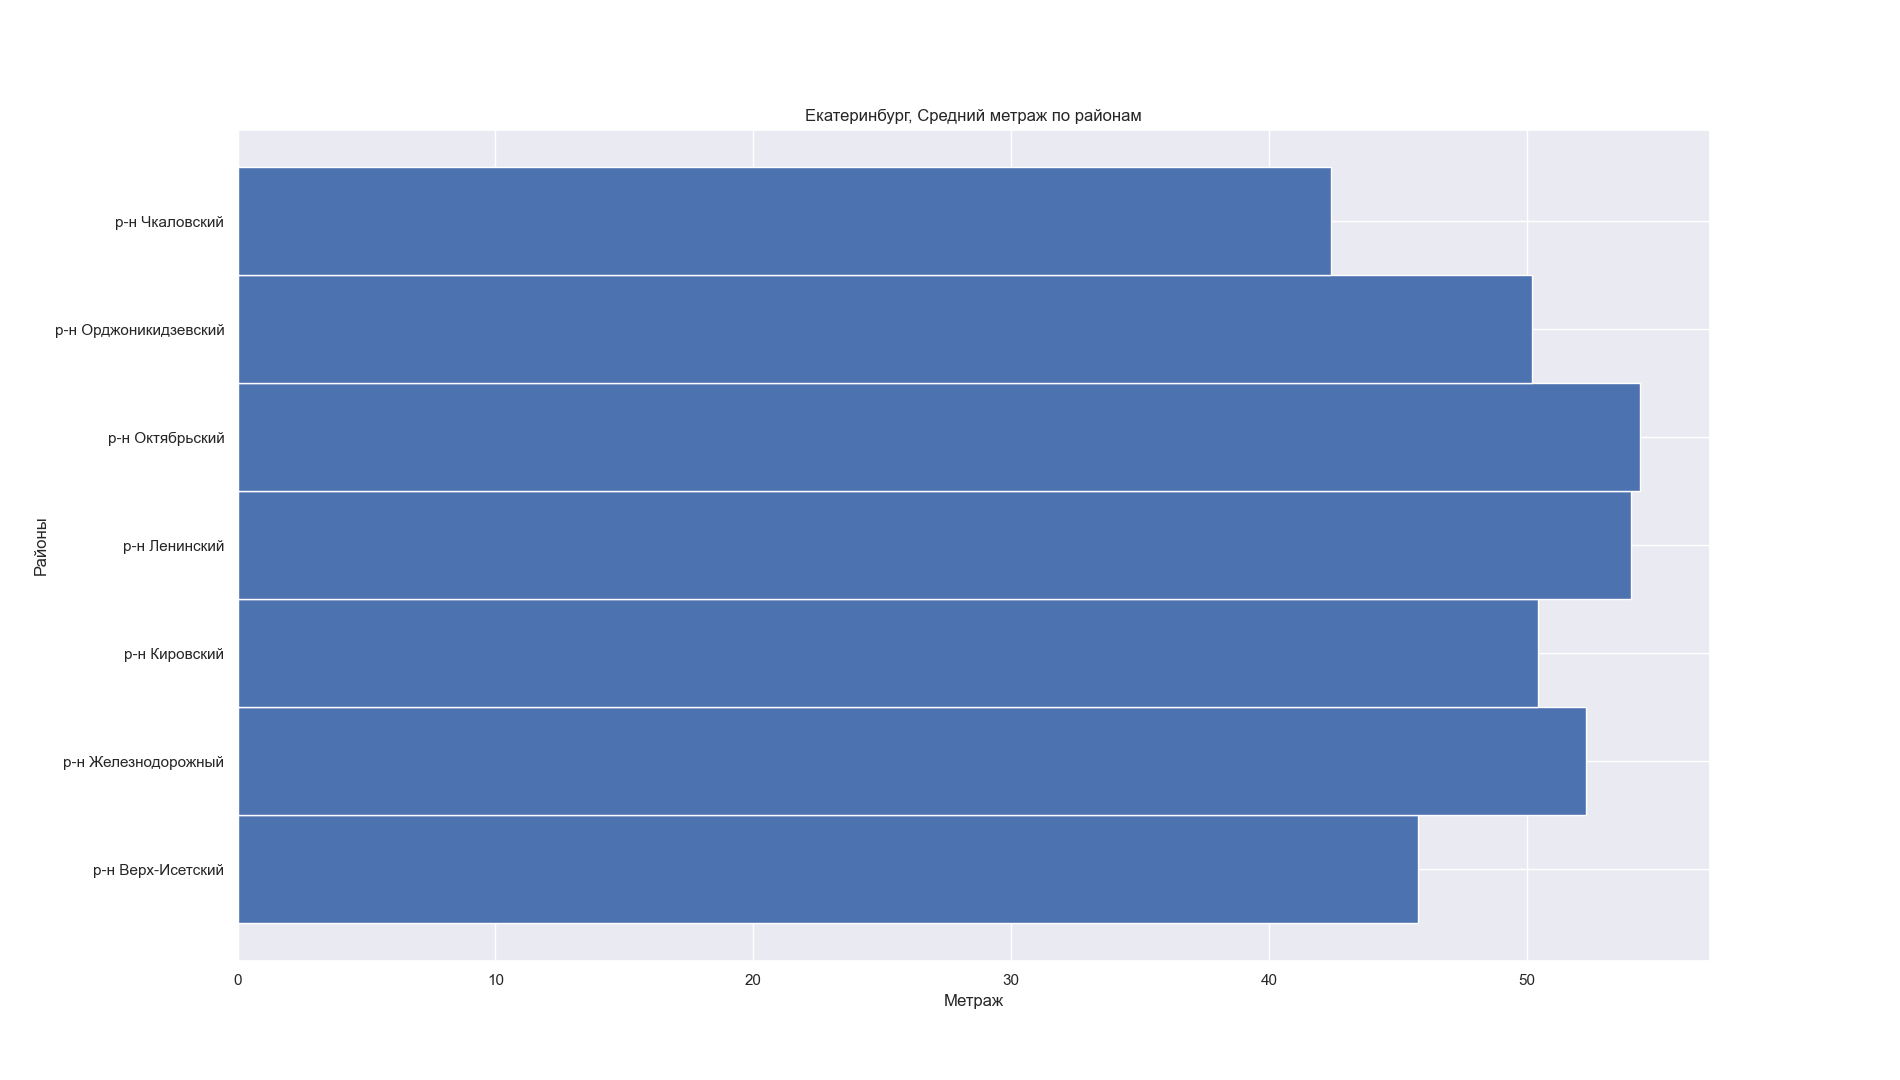 Екатеринбург, Средний метраж по районам
р-н Чкаловский
р-н Орджоникидзевский
р-н Октябрьский
р-н Ленинский
р-н Кировский
р-н Железнодорожный
р-н Верх-Исетский
Районы
0 10 20 30 40 50
Метраж